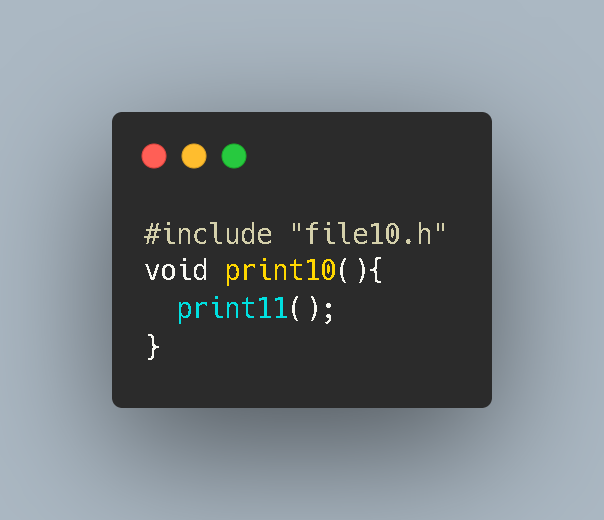 #include "file10.h"
void print10(){
  print11();
}